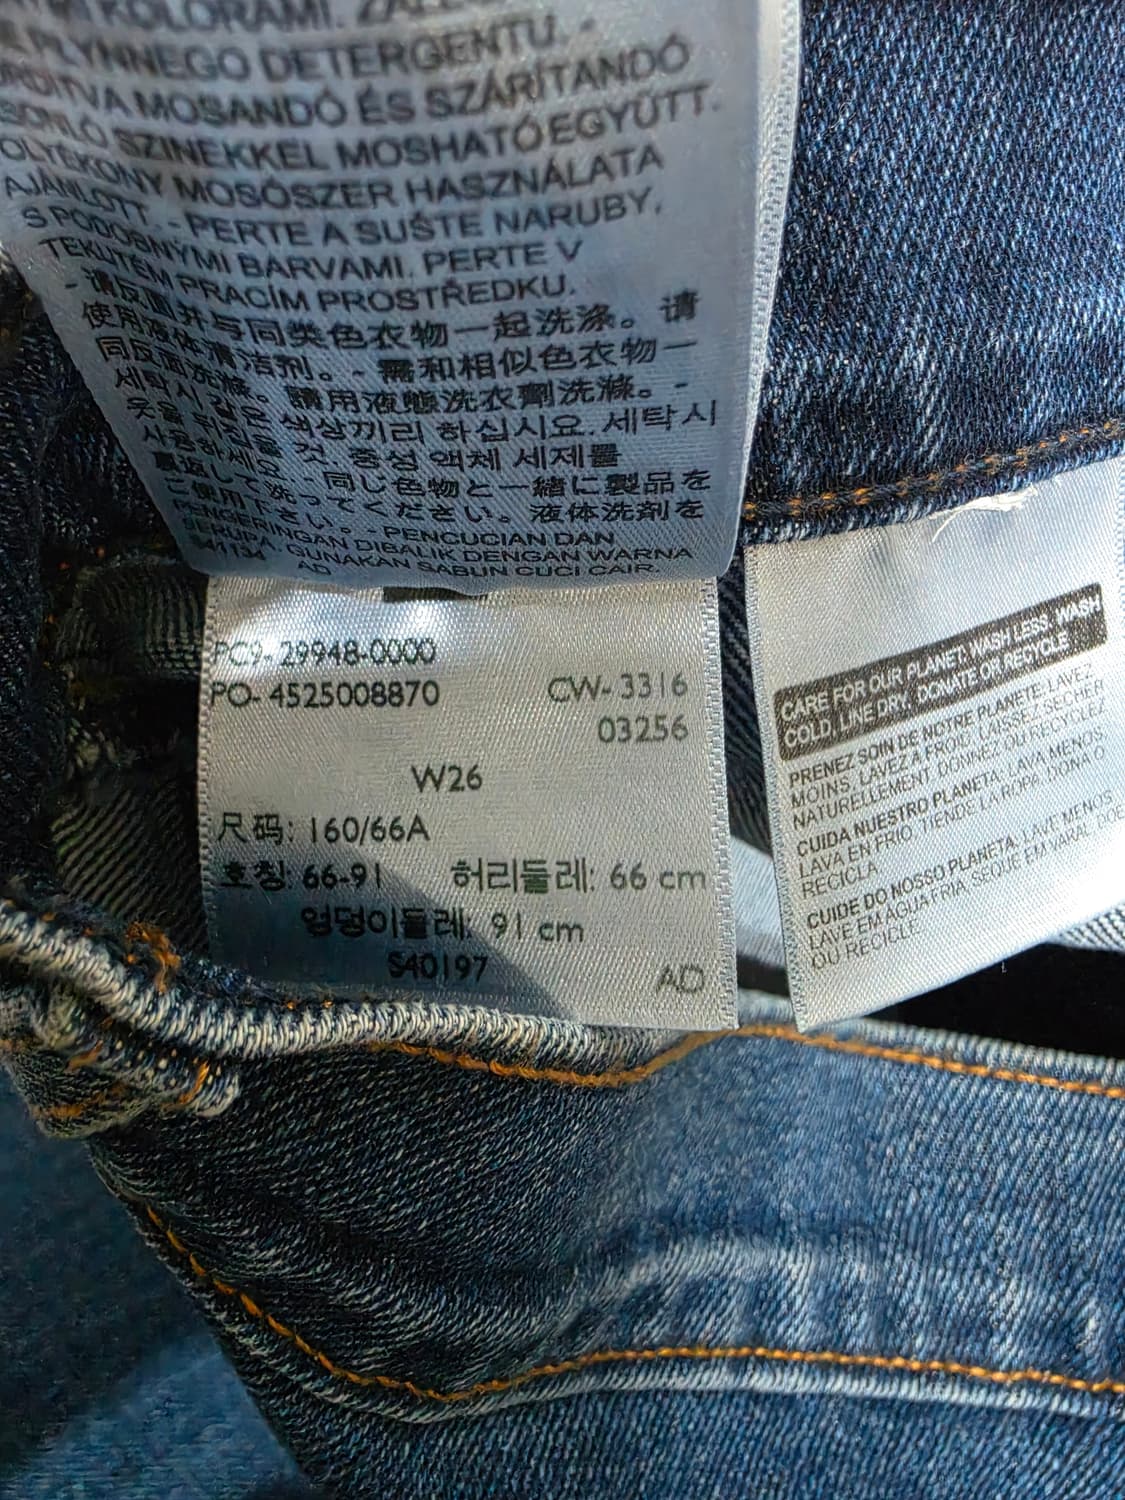 KOLORAMI.
PŁYNNEGO DETERGENTU. -
MOSANDÓ ÉS SZÁRÍTANDÓ
SZINEKKEL MOSHATÓ EGYÜTT.
MOSÓSZER HASZNÁLATA
AJÁNLOTT. - PERTE A SUŠTE NARUBY,
S PODOBNÝMI BARVAMI. PERTE V
TEKUTÉM PRACÍM PROSTŘEDKU.
- 请反面并与同类色衣物一起洗涤。 请
使用液体清洁剂。- 需和相似色衣物一
同反面洗滌。請用液態洗衣劑洗滌。 -
세탁시 같은 색상끼리 하십시오. 세탁시
옷을 뒤집을 것. 중성 액체 세제를
사용하세요. - 同じ色物と一緒に製品を
裏返して洗ってください。液体洗剤を
ご使用下さい。- PENCUCIAN DAN
PENGERINGAN DIBALIK DENGAN WARNA
SERUPA. GUNAKAN SABUN CUCI CAIR.
AD
PC9- 29948-0000
PO- 4525008870 CW- 3316
03256
W26
尺码: 160/66A
호칭: 66-91 허리둘레: 66 cm
엉덩이둘레: 91 cm
S40197
AD
CARE FOR OUR PLANET: WASH LESS, WASH
COLD, LINE DRY, DONATE OR RECYCLE
PRENEZ SOIN DE NOTRE PLANÈTE: LAVEZ
MOINS, LAVEZ À FROID, LAISSEZ SÉCHER
NATURELLEMENT, DONNEZ OU RECYCLEZ
CUIDA NUESTRO PLANETA: LAVA MENOS,
LAVA EN FRIO, TIENDE LA ROPA, DONA O
RECICLA
CUIDE DO NOSSO PLANETA: LAVE MENOS,
LAVE EM AGUA FRIA, SEQUE EM VARAL, DOE
OU RECICLE